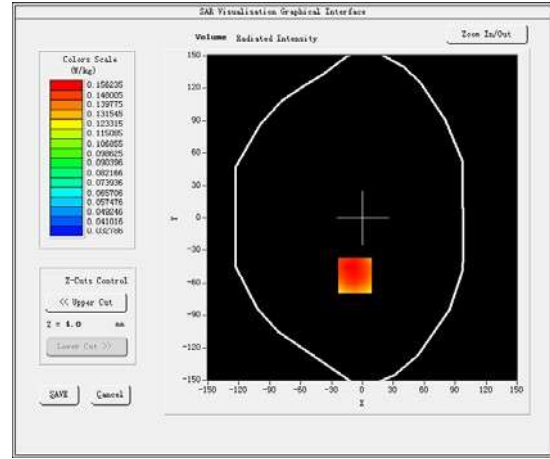 SAR Visualisation Graphical Interface
Volume Radiated Intensity
Zoom In/Out
Colors Scale
(W/kg)
0.156235
0.148005
0.139775
0.131545
0.123315
0.115085
0.106855
0.098625
0.090396
0.082166
0.073936
0.065706
0.057476
0.049246
0.041016
0.032786
150
120
90
60
30
0
-30
-60
-90
-120
-150
Y
-150 -120 -90 -60 -30 0 30 60 90 120 150
X
Z-Cuts Control
<< Upper Cut
Z = 4.0 mm
Lower Cut >>
SAVE Cancel